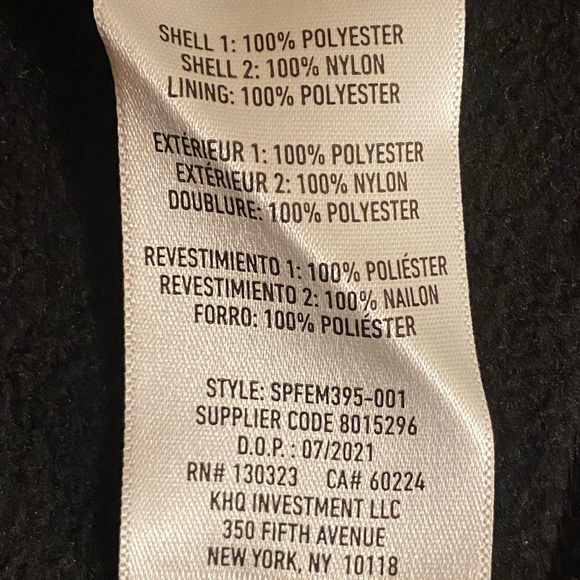 SHELL 1: 100% POLYESTER
SHELL 2: 100% NYLON
LINING: 100% POLYESTER
EXTÉRIEUR 1: 100% POLYESTER
EXTÉRIEUR 2: 100% NYLON
DOUBLURE: 100% POLYESTER
REVESTIMIENTO 1: 100% POLIÉSTER
REVESTIMIENTO 2: 100% NAILON
FORRO: 100% POLIÉSTER
STYLE: SPFEM395-001
SUPPLIER CODE 8015296
D.O.P. : 07/2021
RN# 130323 CA# 60224
KHQ INVESTMENT LLC
350 FIFTH AVENUE
NEW YORK, NY 10118